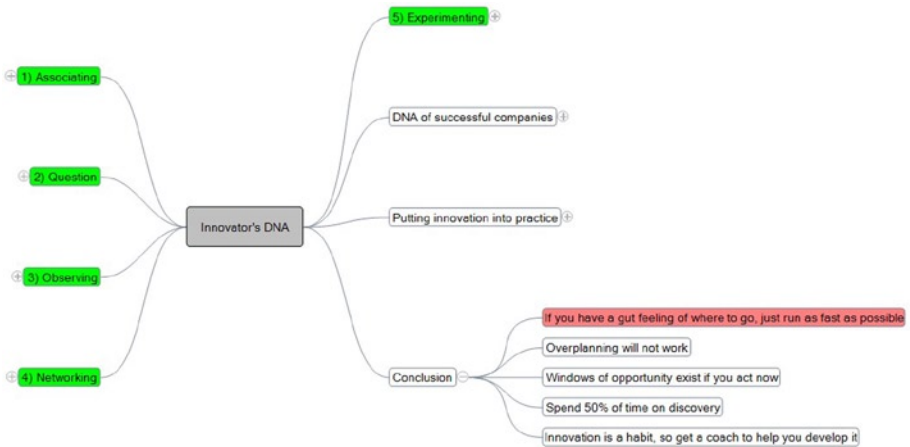 5) Experimenting
1) Associating
DNA of successful companies
2) Question
Putting innovation into practice
Innovator's DNA
3) Observing
If you have a gut feeling of where to go, just run as fast as possible
Overplanning will not work
4) Networking
Conclusion
Windows of opportunity exist if you act now
Spend 50% of time on discovery
Innovation is a habit, so get a coach to help you develop it